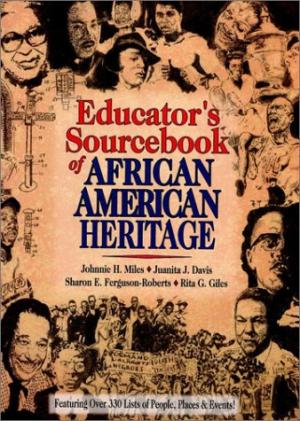 Educator's
Sourcebook
of AFRICAN
AMERICAN
HERITAGE
Johnnie H. Miles ♦ Juanita J. Davis
Sharon E. Ferguson-Roberts ♦ Rita G. Giles
Featuring Over 330 Lists of People, Places & Events!